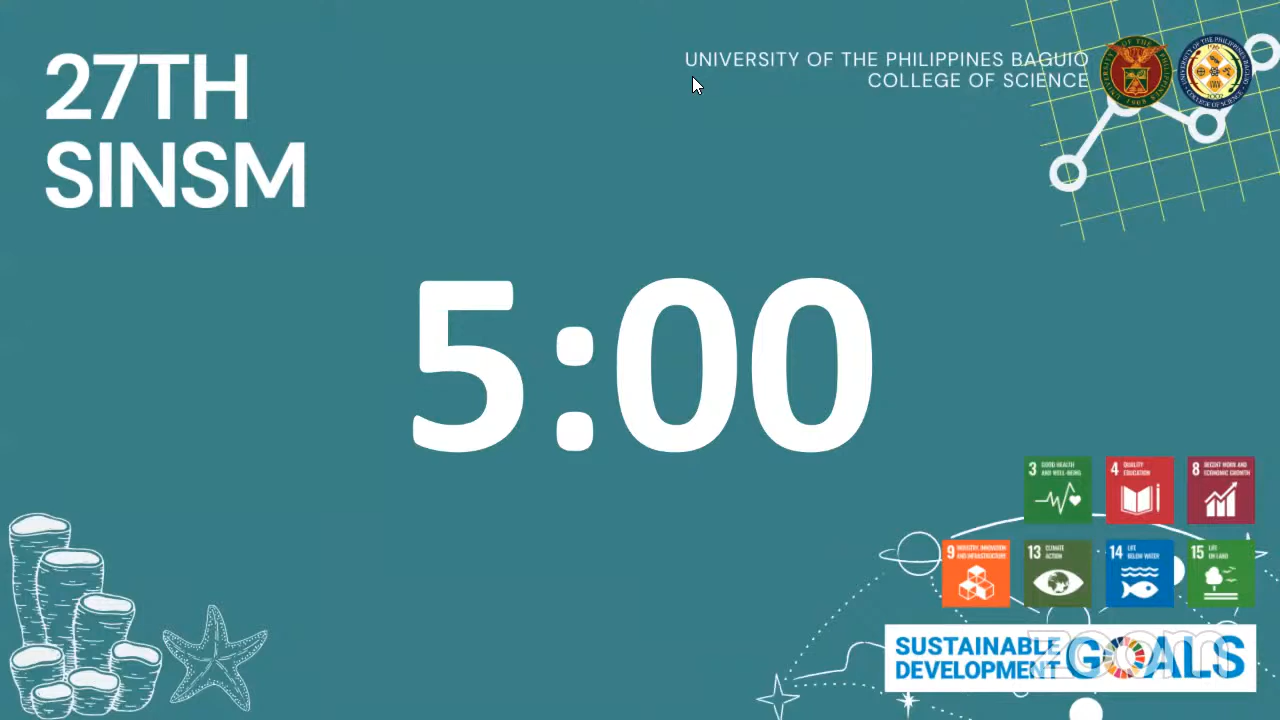 27TH
SINSM
UNIVERSITY OF THE PHILIPPINES BAGUIO
COLLEGE OF SCIENCE
5:00
3 GOOD HEALTH
AND WELL-BEING
4 QUALITY
EDUCATION
8 DECENT WORK AND
ECONOMIC GROWTH
9 INDUSTRY, INNOVATION
AND INFRASTRUCTURE
13 CLIMATE
ACTION
14 LIFE
BELOW WATER
15 LIFE
ON LAND
SUSTAINABLE
DEVELOPMENT
GOALS
zoom